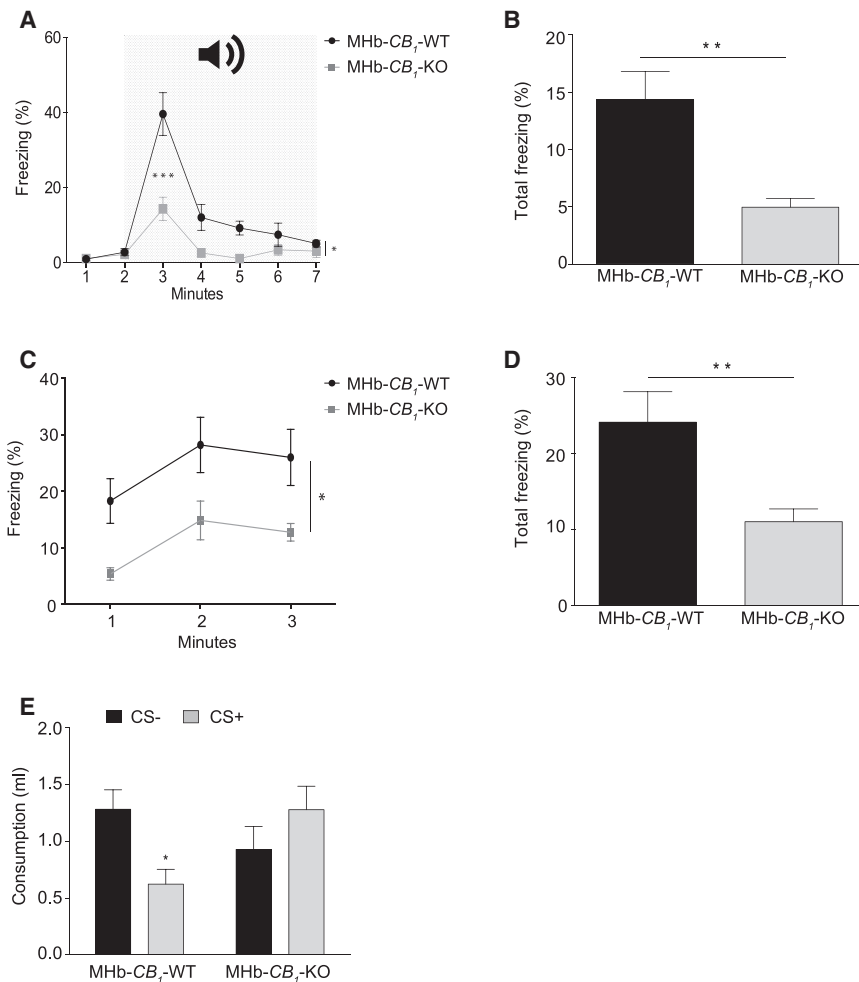 A
60
40
20
0
Freezing (%)
1 2 3 4 5 6 7
Minutes
***
*
MHb-CB1-WT
MHb-CB1-KO
B
20
15
10
5
0
Total freezing (%)
**
MHb-CB1-WT MHb-CB1-KO
C
40
30
20
10
0
Freezing (%)
1 2 3
Minutes
*
MHb-CB1-WT
MHb-CB1-KO
D
30
20
10
0
Total freezing (%)
**
MHb-CB1-WT MHb-CB1-KO
E
CS- CS+
2.0
1.5
1.0
0.5
0.0
Consumption (ml)
*
MHb-CB1-WT MHb-CB1-KO